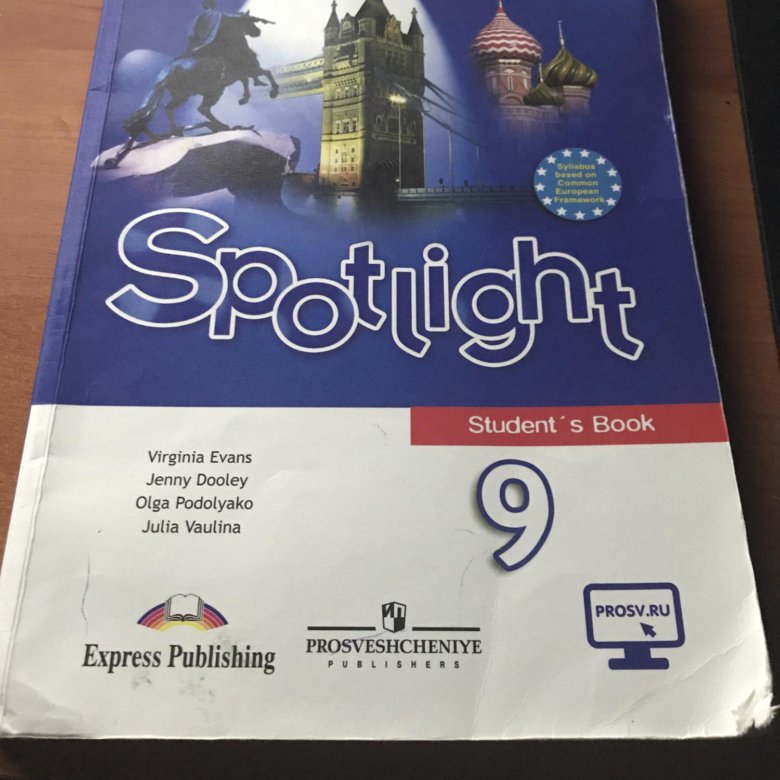 Syllabus
based on
Common
European
Framework
Spotlight
Student´s Book
Virginia Evans
Jenny Dooley
Olga Podolyako
Julia Vaulina
9
Express Publishing
PROSVESHCHENIYE
PUBLISHERS
PROSV.RU